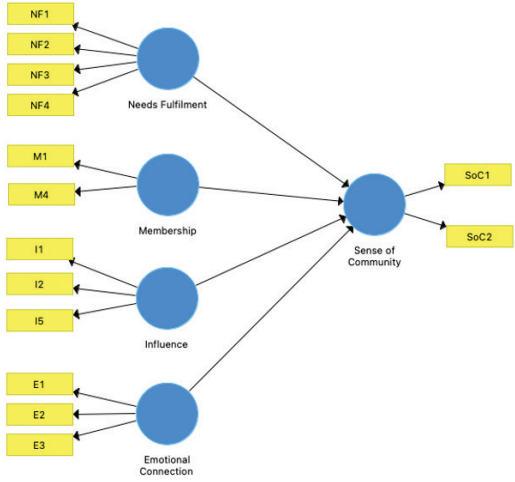 NF1
NF2
NF3
NF4
Needs Fulfilment
M1
M4
Membership
I1
I2
I5
Influence
E1
E2
E3
Emotional
Connection
Sense of
Community
SoC1
SoC2